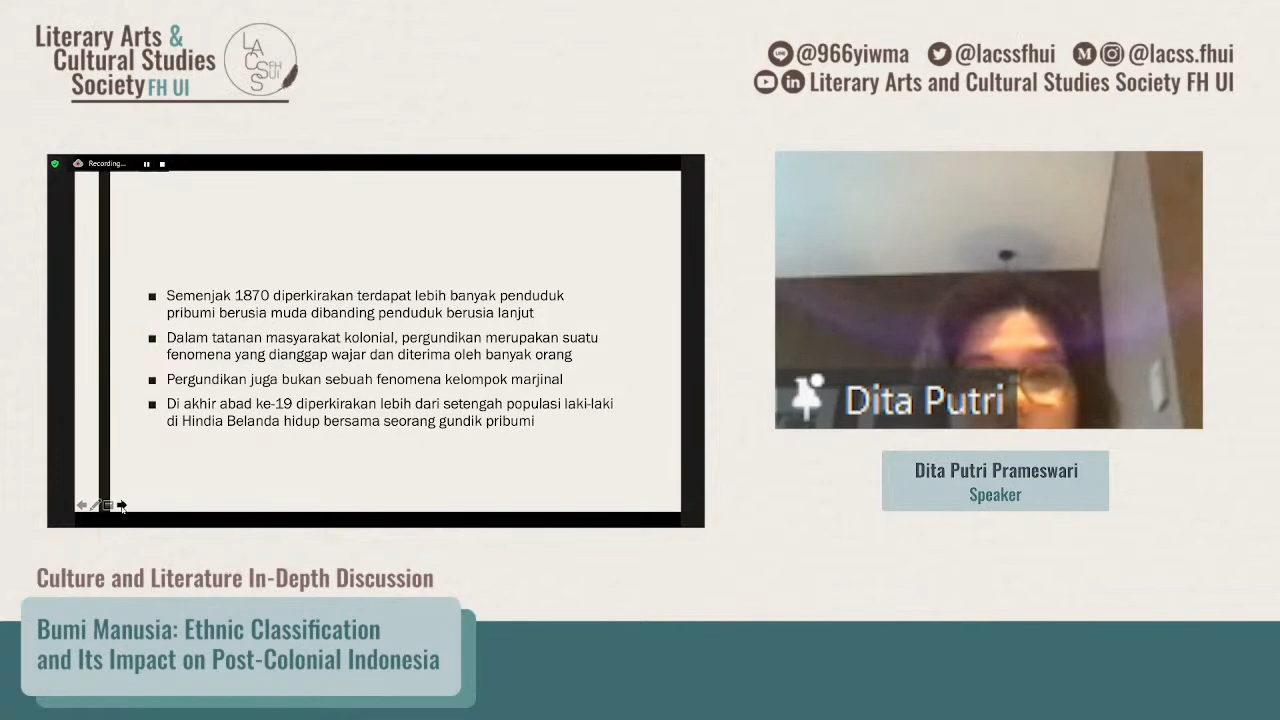 Literary Arts &
Cultural Studies
Society FH UI
LACSS
FH
UI
@966yiwma @lacssfhui @lacss.fhui
Literary Arts and Cultural Studies Society FH UI
Recording...
Semenjak 1870 diperkirakan terdapat lebih banyak penduduk
pribumi berusia muda dibanding penduduk berusia lanjut
Dalam tatanan masyarakat kolonial, pergundikan merupakan suatu
fenomena yang dianggap wajar dan diterima oleh banyak orang
Pergundikan juga bukan sebuah fenomena kelompok marjinal
Di akhir abad ke-19 diperkirakan lebih dari setengah populasi laki-laki
di Hindia Belanda hidup bersama seorang gundik pribumi
Dita Putri
Dita Putri Prameswari
Speaker
Culture and Literature In-Depth Discussion
Bumi Manusia: Ethnic Classification
and Its Impact on Post-Colonial Indonesia